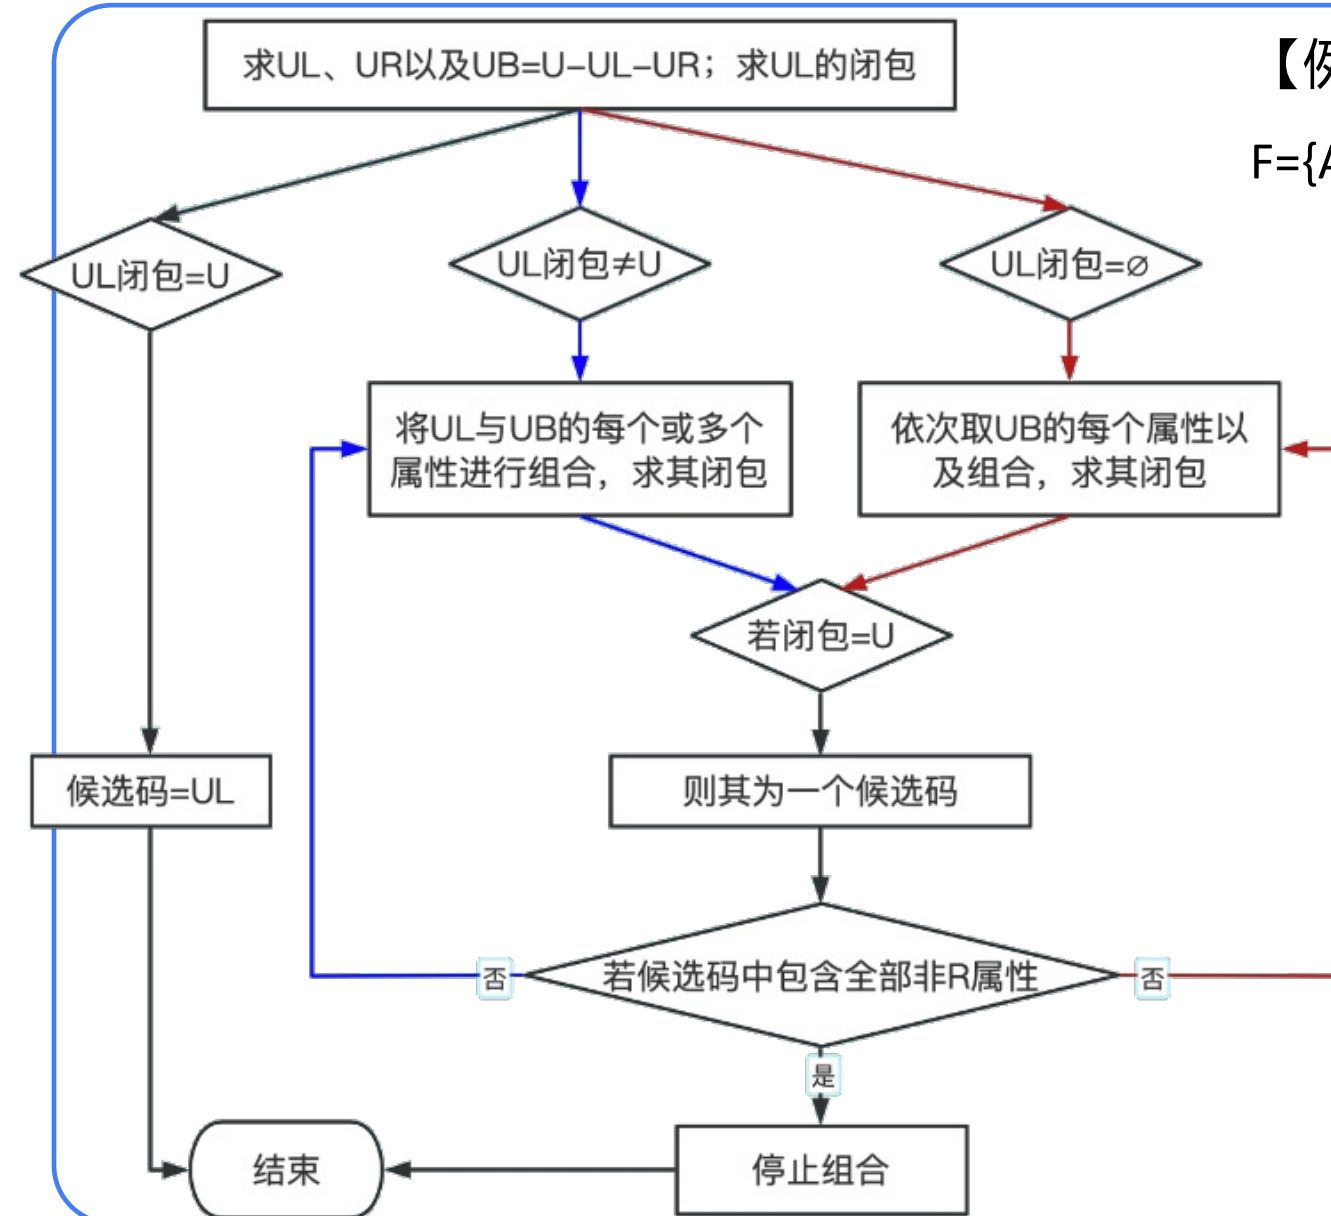 求UL、UR以及UB=U-UL-UR；求UL的闭包
【例
F={A
UL闭包=U
UL闭包≠U
UL闭包=∅
将UL与UB的每个或多个
属性进行组合，求其闭包
依次取UB的每个属性以
及组合，求其闭包
若闭包=U
候选码=UL
则其为一个候选码
否
若候选码中包含全部非R属性
否
是
结束
停止组合